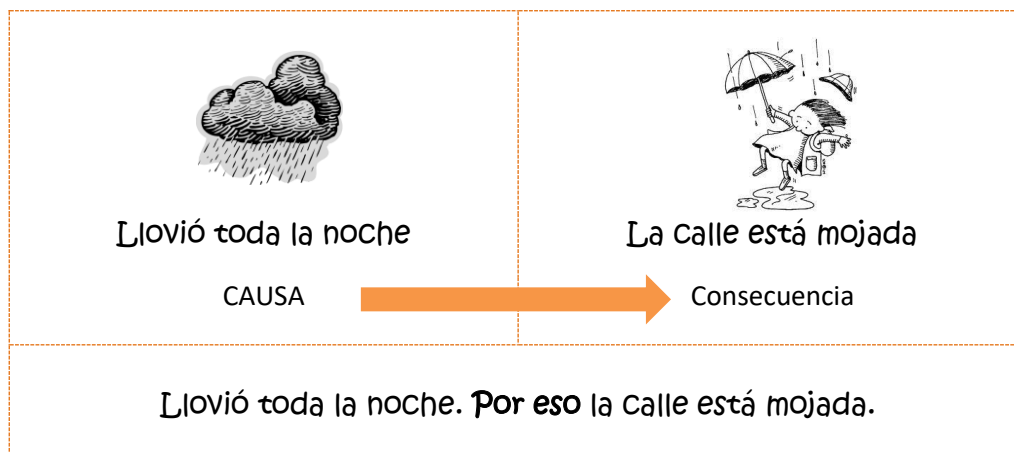 Llovió toda la noche
La calle está mojada
CAUSA
Consecuencia
Llovió toda la noche. Por eso la calle está mojada.